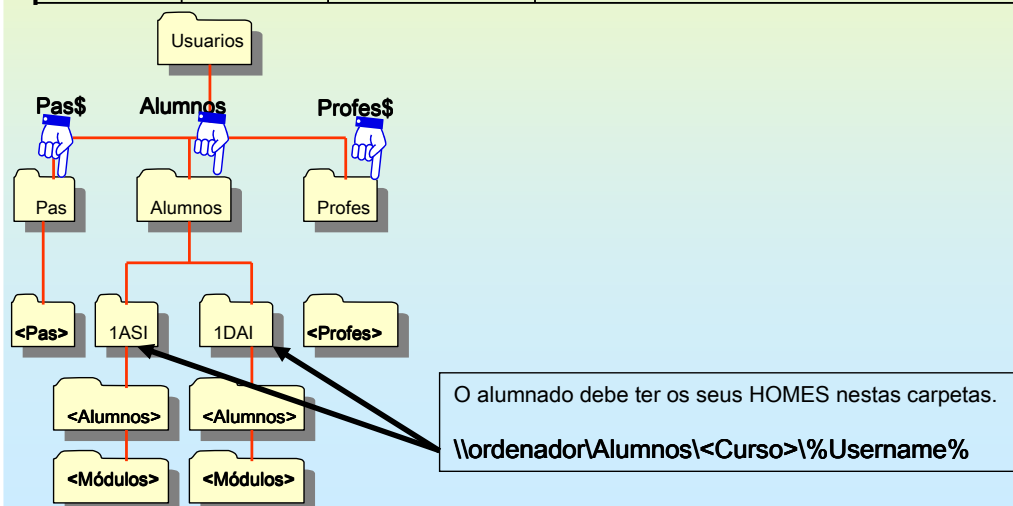 Usuarios
Pas$ Alumnos Profes$
Pas Alumnos Profes
<Pas> 1ASI 1DAI <Profes>
<Alumnos> <Alumnos>
<Módulos> <Módulos>
O alumnado debe ter os seus HOMES nestas carpetas.
\\ordenador\Alumnos\<Curso>\%Username%